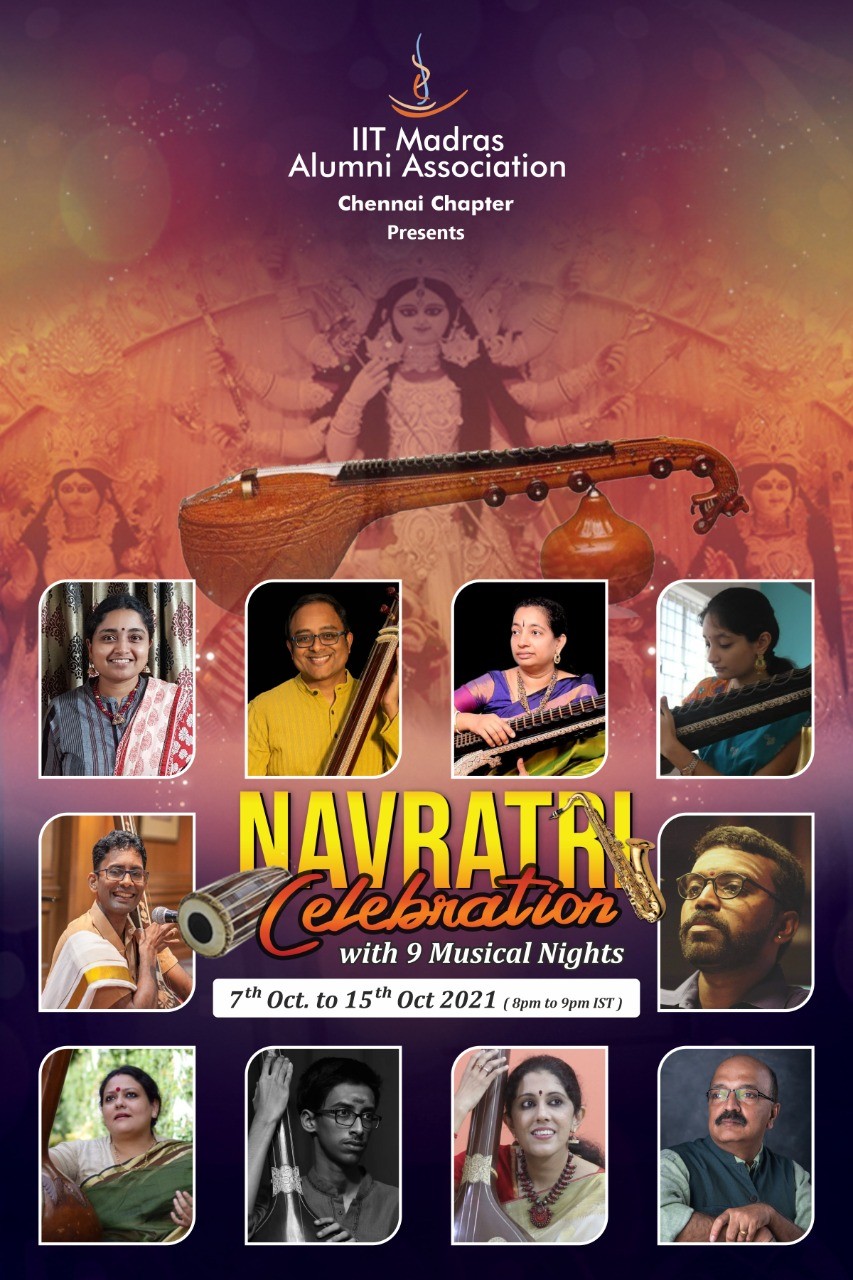 IIT Madras
Alumni Association
Chennai Chapter
Presents
NAVRATRI
Celebration
with 9 Musical Nights
7th Oct. to 15th Oct 2021 ( 8pm to 9pm IST )